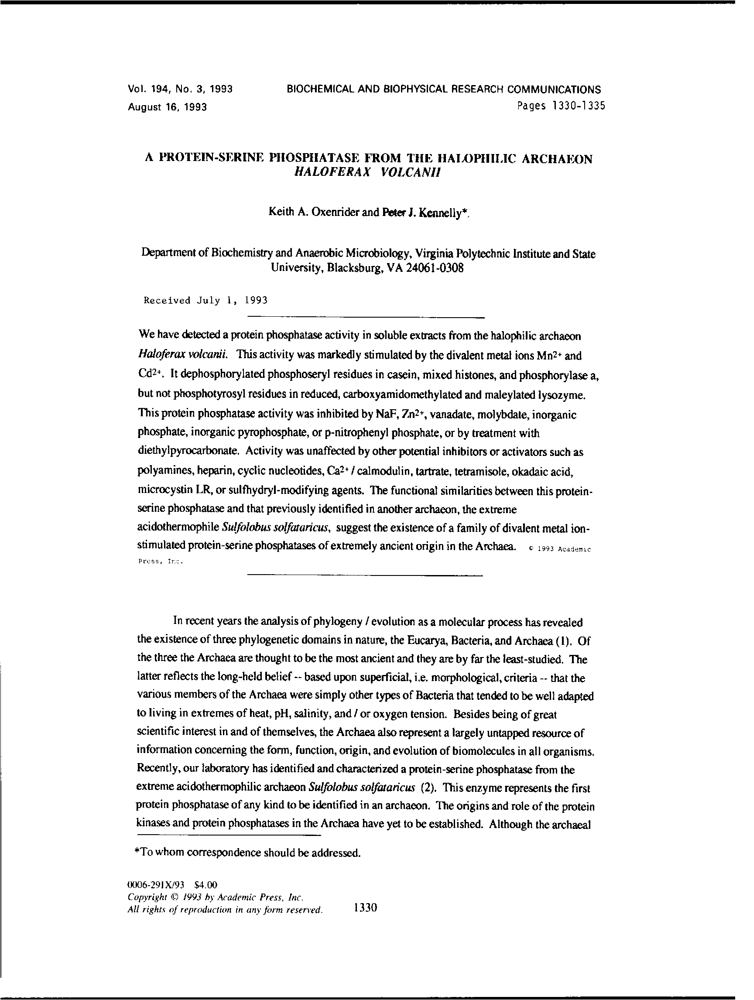 Vol. 194, No. 3, 1993 BIOCHEMICAL AND BIOPHYSICAL RESEARCH COMMUNICATIONS
August 16, 1993 Pages 1330-1335
A PROTEIN-SERINE PHOSPHATASE FROM THE HALOPHILIC ARCHAEON
HALOFERAX VOLCANII
Keith A. Oxenrider and Peter J. Kennelly*.
Department of Biochemistry and Anaerobic Microbiology, Virginia Polytechnic Institute and State
University, Blacksburg, VA 24061-0308
Received July 1, 1993
We have detected a protein phosphatase activity in soluble extracts from the halophilic archaeon
Haloferax volcanii. This activity was markedly stimulated by the divalent metal ions Mn2+ and
Cd2+. It dephosphorylated phosphoseryl residues in casein, mixed histones, and phosphorylase a,
but not phosphotyrosyl residues in reduced, carboxyamidomethylated and maleylated lysozyme.
This protein phosphatase activity was inhibited by NaF, Zn2+, vanadate, molybdate, inorganic
phosphate, inorganic pyrophosphate, or p-nitrophenyl phosphate, or by treatment with
diethylpyrocarbonate. Activity was unaffected by other potential inhibitors or activators such as
polyamines, heparin, cyclic nucleotides, Ca2+ / calmodulin, tartrate, tetramisole, okadaic acid,
microcystin LR, or sulfhydryl-modifying agents. The functional similarities between this protein-
serine phosphatase and that previously identified in another archaeon, the extreme
acidothermophile Sulfolobus solfataricus, suggest the existence of a family of divalent metal ion-
stimulated protein-serine phosphatases of extremely ancient origin in the Archaea. © 1993 Academic
Press, Inc.
In recent years the analysis of phylogeny / evolution as a molecular process has revealed
the existence of three phylogenetic domains in nature, the Eucarya, Bacteria, and Archaea (1). Of
the three the Archaea are thought to be the most ancient and they are by far the least-studied. The
latter reflects the long-held belief -- based upon superficial, i.e. morphological, criteria -- that the
various members of the Archaea were simply other types of Bacteria that tended to be well adapted
to living in extremes of heat, pH, salinity, and / or oxygen tension. Besides being of great
scientific interest in and of themselves, the Archaea also represent a largely untapped resource of
information concerning the form, function, origin, and evolution of biomolecules in all organisms.
Recently, our laboratory has identified and characterized a protein-serine phosphatase from the
extreme acidothermophilic archaeon Sulfolobus solfataricus (2). This enzyme represents the first
protein phosphatase of any kind to be identified in an archaeon. The origins and role of the protein
kinases and protein phosphatases in the Archaea have yet to be established. Although the archaeal
*To whom correspondence should be addressed.
0006-291X/93 $4.00
Copyright © 1993 by Academic Press, Inc.
All rights of reproduction in any form reserved. 1330